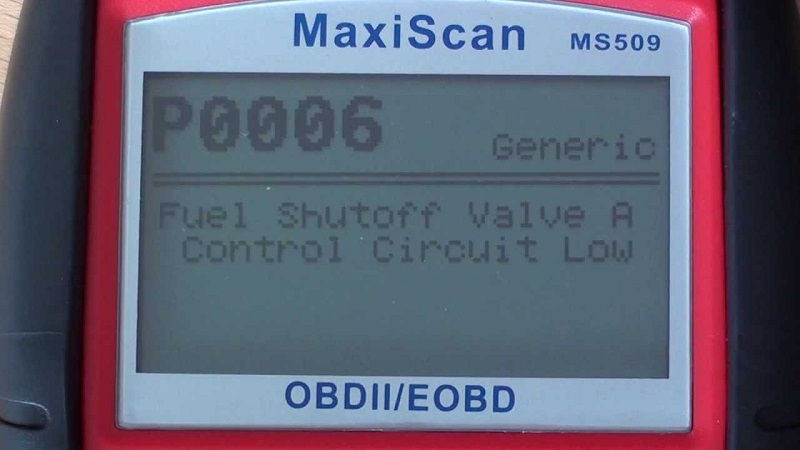 MaxiScan MS509
P0006 Generic
Fuel Shutoff Valve A
Control Circuit Low
OBDII/EOBD